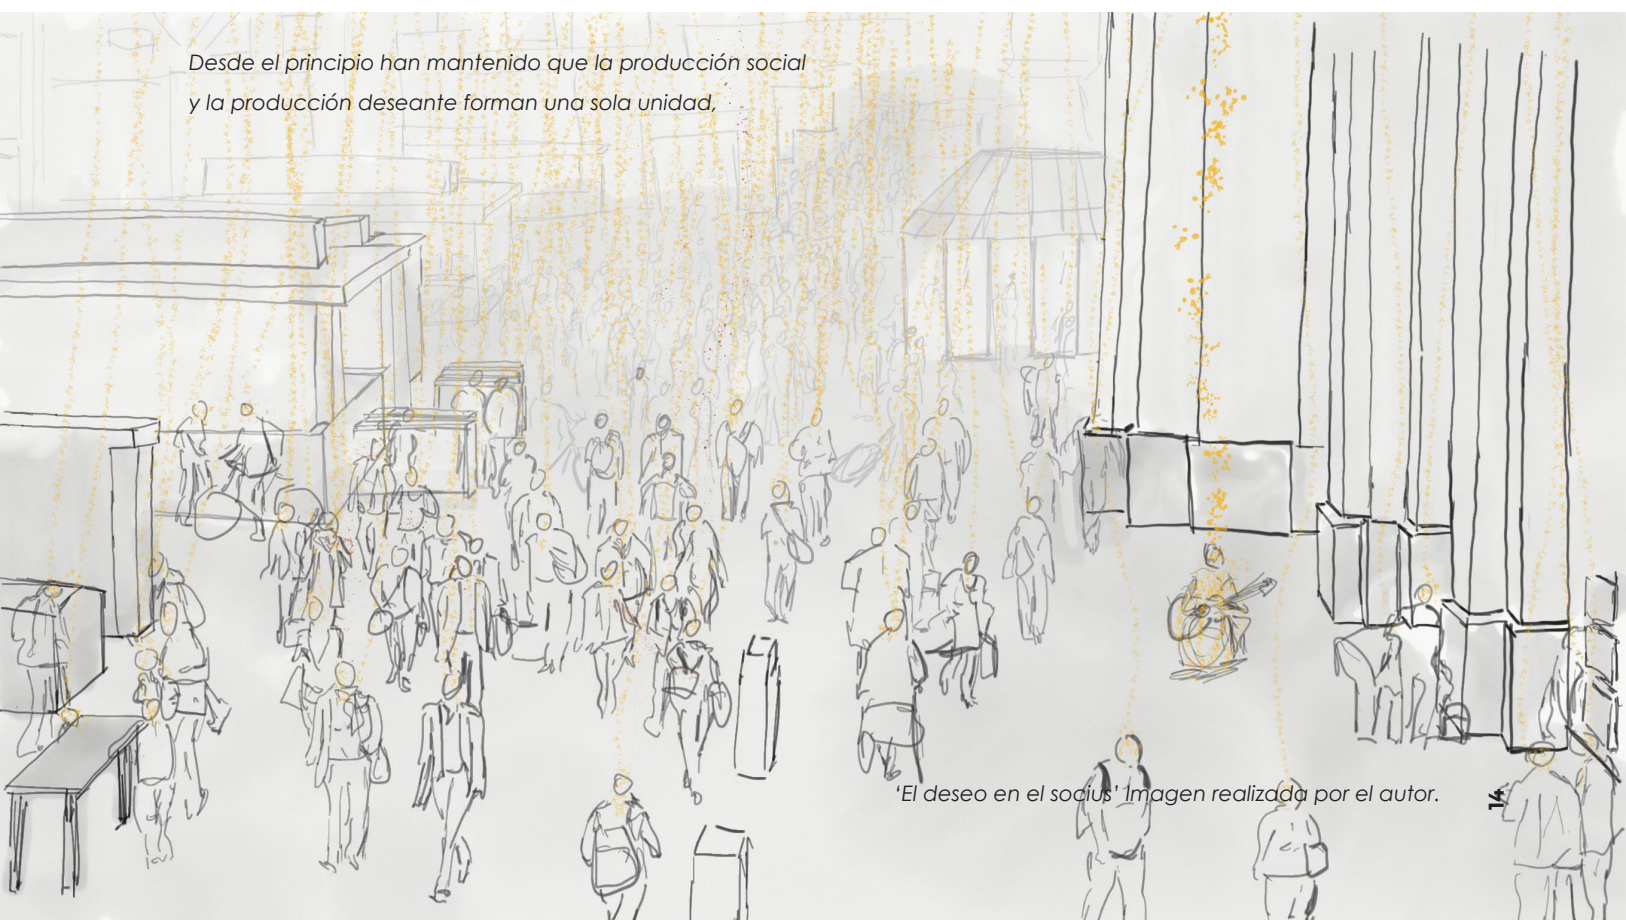 Desde el principio han mantenido que la producción social
y la producción deseante forman una sola unidad,
‘El deseo en el socius’ Imagen realizada por el autor.
14